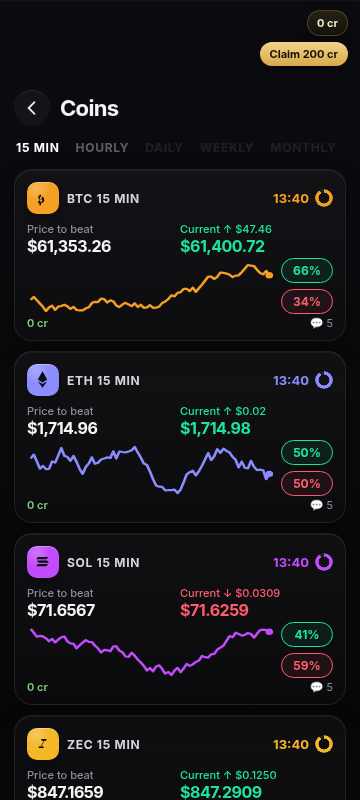 0 cr
Claim 200 cr
Coins
15 MIN HOURLY DAILY WEEKLY MONTHLY
BTC 15 MIN 13:40
Price to beat Current ↑ $47.46
$61,353.26 $61,400.72
66%
34%
0 cr 💬 5
ETH 15 MIN 13:40
Price to beat Current ↑ $0.02
$1,714.96 $1,714.98
50%
50%
0 cr 💬 5
SOL 15 MIN 13:40
Price to beat Current ↓ $0.0309
$71.6567 $71.6259
41%
59%
0 cr 💬 5
ZEC 15 MIN 13:40
Price to beat Current ↑ $0.1250
$847.1659 $847.2909